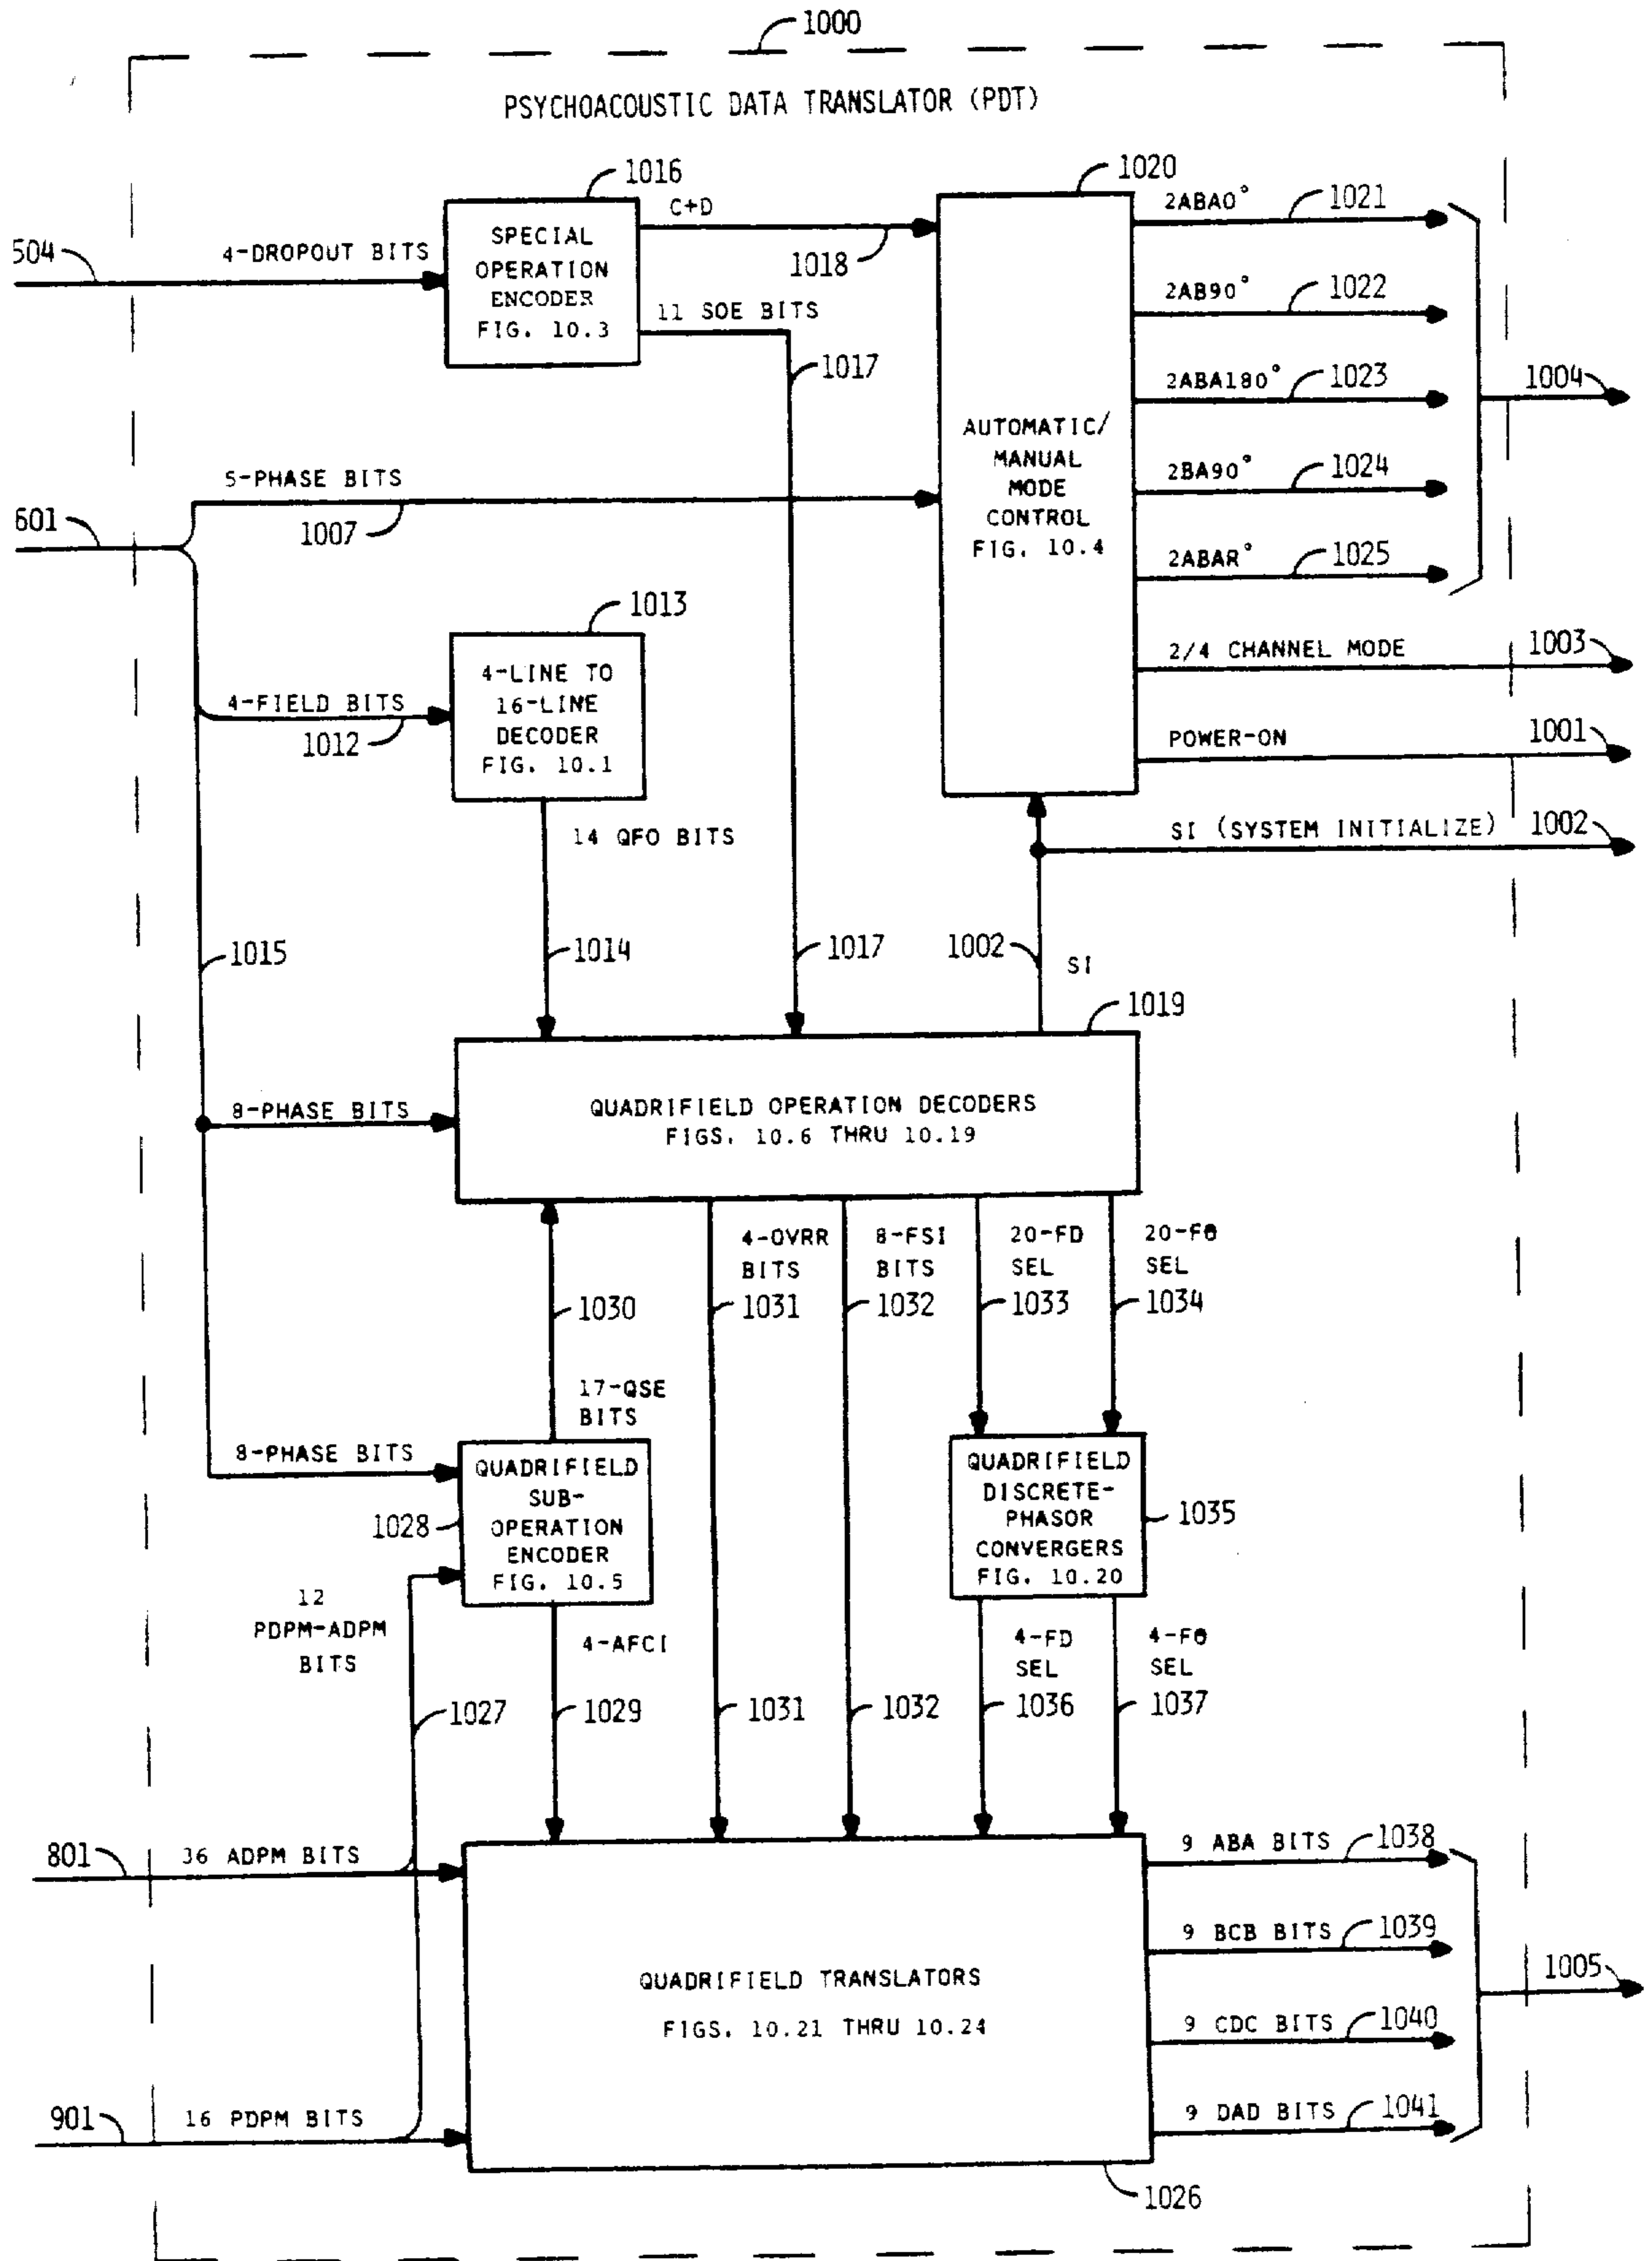 1000
PSYCHOACOUSTIC DATA TRANSLATOR (PDT)
504
4-DROPOUT BITS
1016
SPECIAL
OPERATION
ENCODER
FIG. 10.3
C+D
1018
11 SOE BITS
1017
1020
AUTOMATIC/
MANUAL
MODE
CONTROL
FIG. 10.4
2ABA0°
1021
2AB90°
1022
2ABA180°
1023
2BA90°
1024
2ABAR°
1025
1004
2/4 CHANNEL MODE
1003
POWER-ON
1001
SI (SYSTEM INITIALIZE)
1002
601
5-PHASE BITS
1007
1013
4-LINE TO
16-LINE
DECODER
FIG. 10.1
4-FIELD BITS
1012
14 QFO BITS
1015
1014
1017
1002
SI
1019
8-PHASE BITS
QUADRIFIELD OPERATION DECODERS
FIGS. 10.6 THRU 10.19
1030
17-QSE
BITS
4-OVRR
BITS
1031
8-FSI
BITS
1032
20-FD
SEL
1033
20-FΘ
SEL
1034
8-PHASE BITS
1028
QUADRIFIELD
SUB-
OPERATION
ENCODER
FIG. 10.5
QUADRIFIELD
DISCRETE-
PHASOR
CONVERGERS
FIG. 10.20
1035
12
PDPM-ADPM
BITS
1027
4-AFCI
1029
1031
1032
4-FD
SEL
1036
4-FΘ
SEL
1037
801
36 ADPM BITS
901
16 PDPM BITS
QUADRIFIELD TRANSLATORS
FIGS. 10.21 THRU 10.24
1026
9 ABA BITS
1038
9 BCB BITS
1039
9 CDC BITS
1040
9 DAD BITS
1041
1005